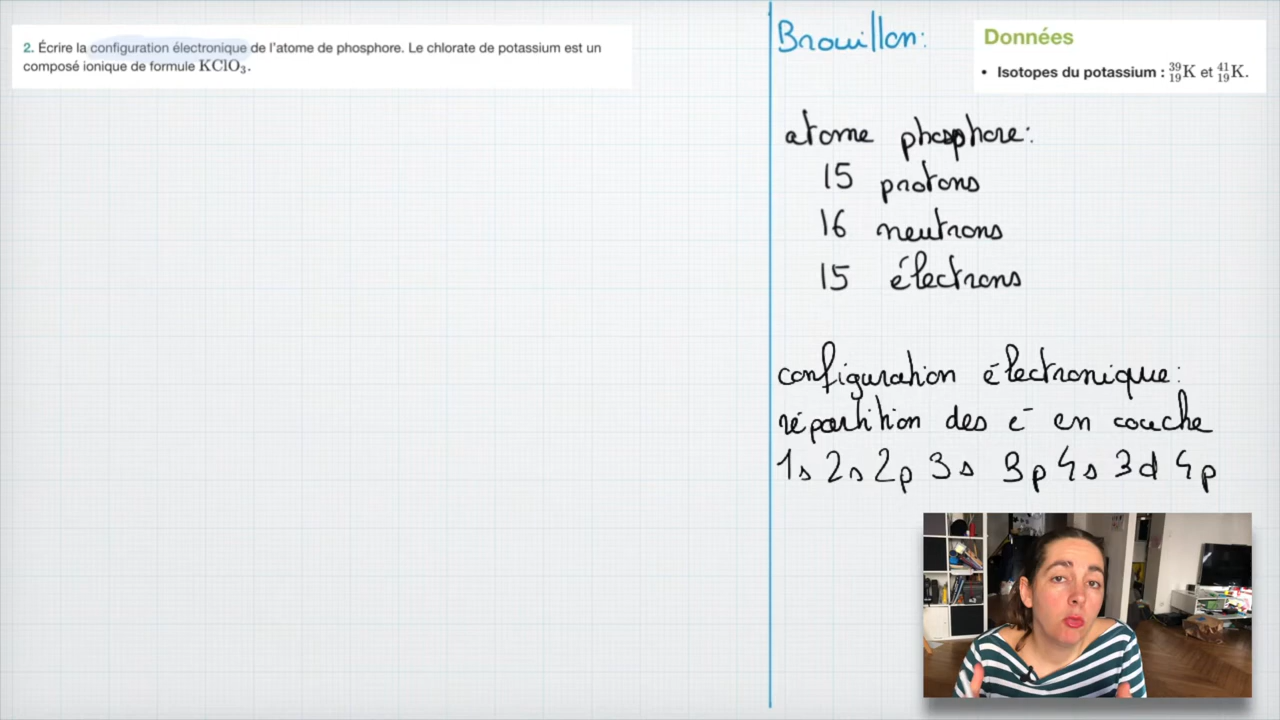 2. Écrire la configuration électronique de l'atome de phosphore. Le chlorate de potassium est un
composé ionique de formule KClO₃.
Brouillon:
Données
• Isotopes du potassium : ³⁹₁₉K et ⁴¹₁₉K.
atome phosphore:
15 protons
16 neutrons
15 électrons
configuration électronique:
répartition des e⁻ en couche
1s 2s 2p 3s 3p 4s 3d 4p